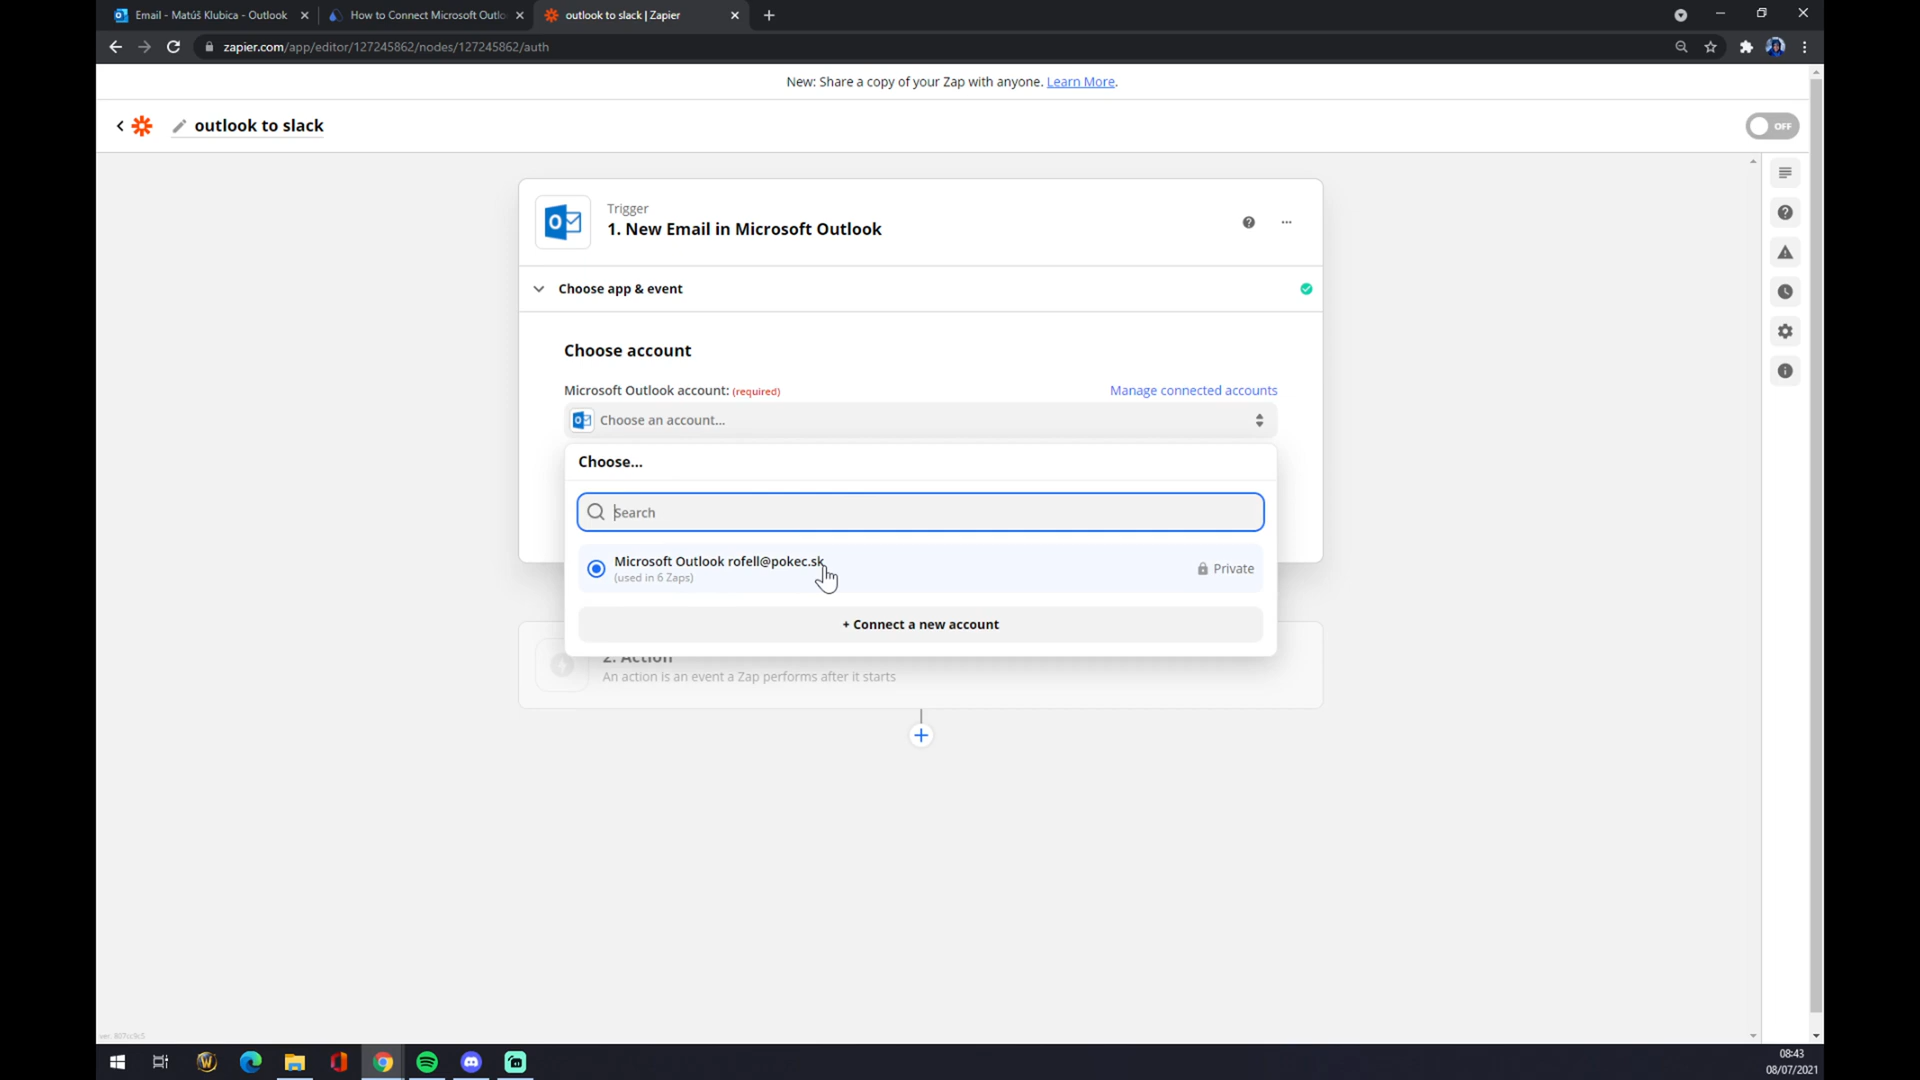 Email - Matúš Klubica - Outlook
How to Connect Microsoft Outlo
outlook to slack | Zapier
zapier.com/app/editor/127245862/nodes/127245862/auth
New: Share a copy of your Zap with anyone. Learn More.
outlook to slack
OFF
Trigger
1. New Email in Microsoft Outlook
Choose app & event
Choose account
Microsoft Outlook account: (required)
Manage connected accounts
Choose an account...
Choose...
Search
Microsoft Outlook rofell@pokec.sk
(used in 6 Zaps)
Private
+ Connect a new account
2. Action
An action is an event a Zap performs after it starts
08:43
08/07/2021